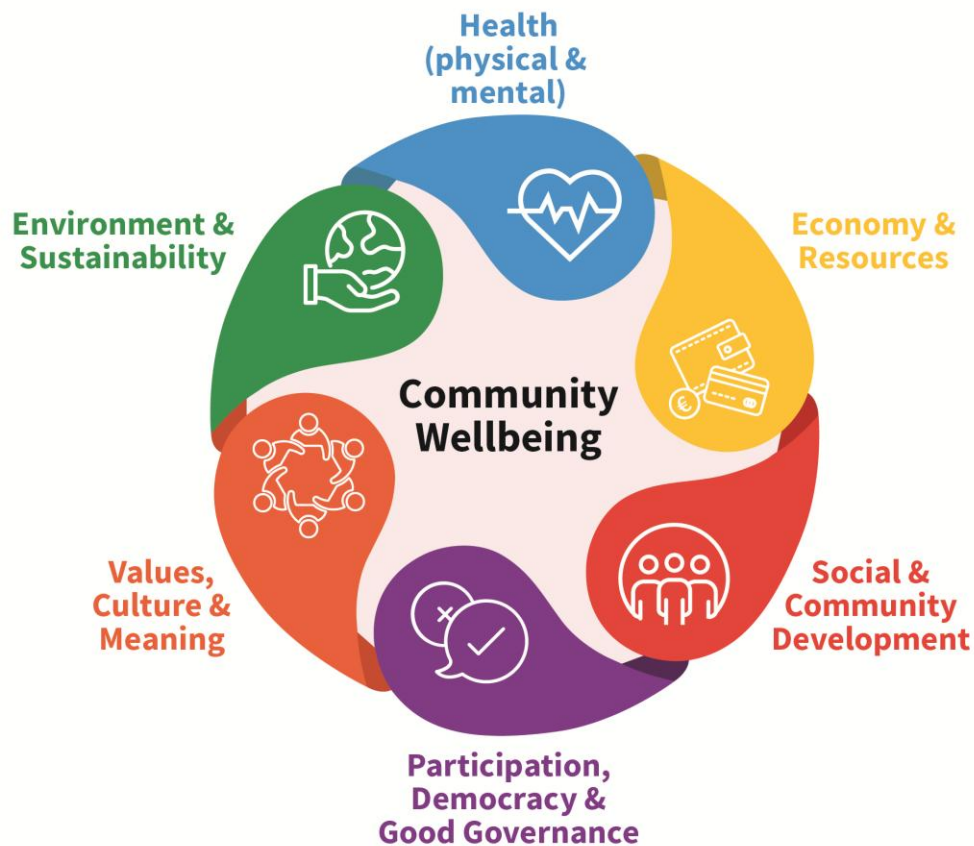 Health
(physical &
mental)
Environment &
Sustainability
Economy &
Resources
Community
Wellbeing
€
Values,
Culture &
Meaning
Social &
Community
Development
Participation,
Democracy &
Good Governance